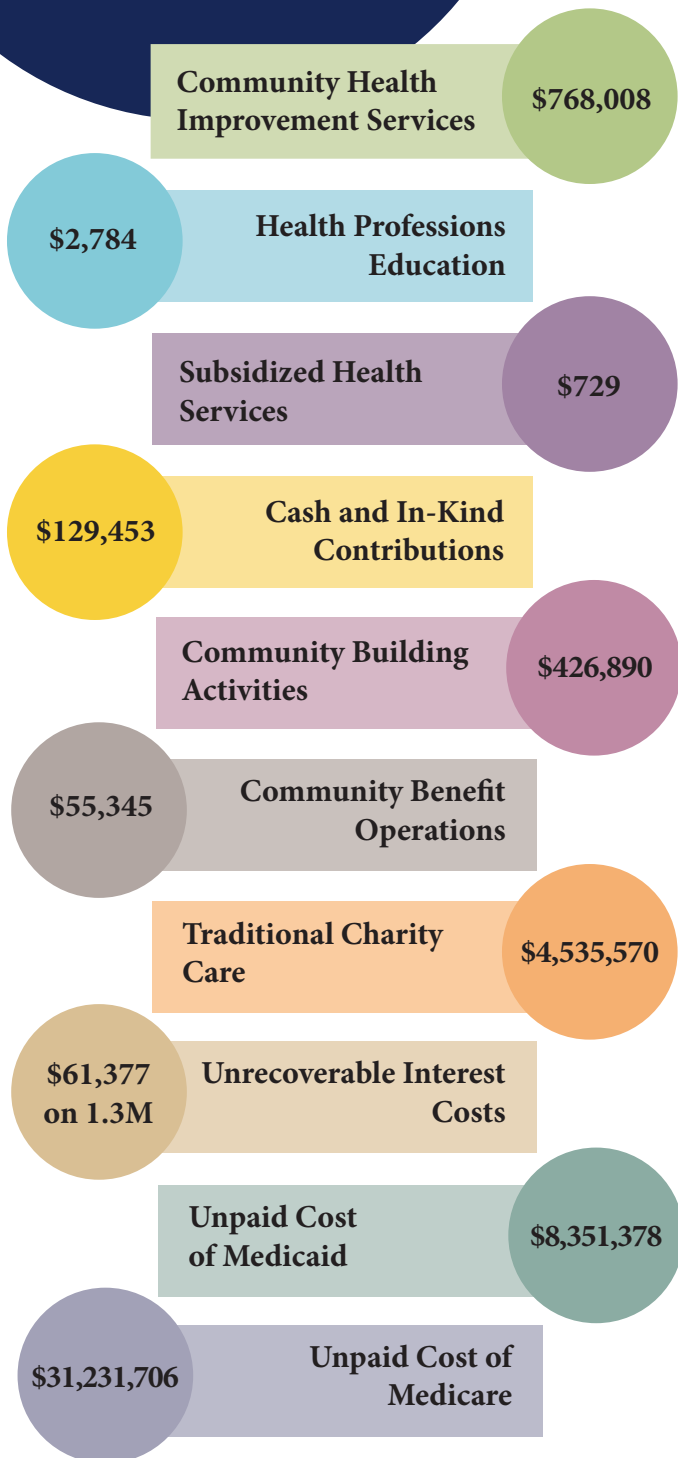 Community Health
Improvement Services
$768,008
$2,784
Health Professions
Education
Subsidized Health
Services
$729
$129,453
Cash and In-Kind
Contributions
Community Building
Activities
$426,890
$55,345
Community Benefit
Operations
Traditional Charity
Care
$4,535,570
$61,377
on 1.3M
Unrecoverable Interest
Costs
Unpaid Cost
of Medicaid
$8,351,378
$31,231,706
Unpaid Cost of
Medicare